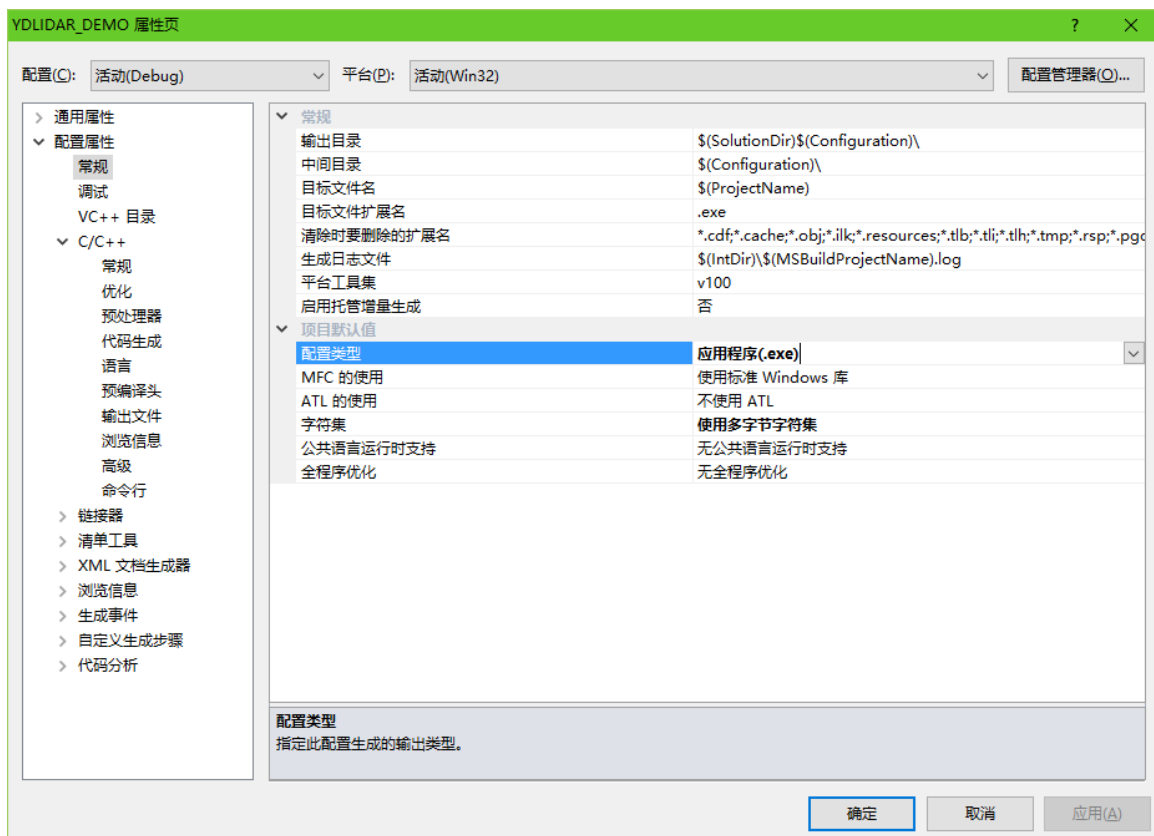 YDLIDAR_DEMO 属性页
?
配置(C): 活动(Debug) 平台(P): 活动(Win32) 配置管理器(O)...
通用属性
配置属性
常规
调试
VC++ 目录
C/C++
常规
优化
预处理器
代码生成
语言
预编译头
输出文件
浏览信息
高级
命令行
链接器
清单工具
XML 文档生成器
浏览信息
生成事件
自定义生成步骤
代码分析
常规
输出目录 $(SolutionDir)$(Configuration)\
中间目录 $(Configuration)\
目标文件名 $(ProjectName)
目标文件扩展名 .exe
清除时要删除的扩展名 *.cdf;*.cache;*.obj;*.ilk;*.resources;*.tlb;*.tli;*.tlh;*.tmp;*.rsp;*.pgc
生成日志文件 $(IntDir)\$(MSBuildProjectName).log
平台工具集 v100
启用托管增量生成 否
项目默认值
配置类型 应用程序(.exe)
MFC 的使用 使用标准 Windows 库
ATL 的使用 不使用 ATL
字符集 使用多字节字符集
公共语言运行时支持 无公共语言运行时支持
全程序优化 无全程序优化
配置类型
指定此配置生成的输出类型。
确定 取消 应用(A)